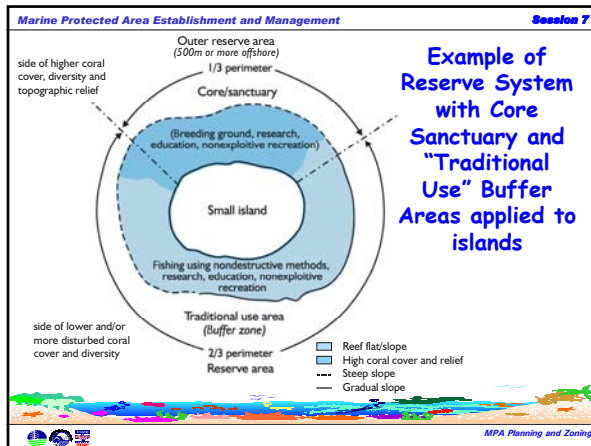 Marine Protected Area Establishment and Management
Session 7
Outer reserve area
(500m or more offshore)
side of higher coral
cover, diversity and
topographic relief
1/3 perimeter
Core/sanctuary
(Breeding ground, research,
education, nonexploitive recreation)
Small island
Fishing using nondestructive methods,
research, education, nonexploitive
recreation
Traditional use area
(Buffer zone)
side of lower and/or
more disturbed coral
cover and diversity
2/3 perimeter
Reserve area
Example of
Reserve System
with Core
Sanctuary and
“Traditional
Use” Buffer
Areas applied to
islands
Reef flat/slope
High coral cover and relief
Steep slope
Gradual slope
MPA Planning and Zoning